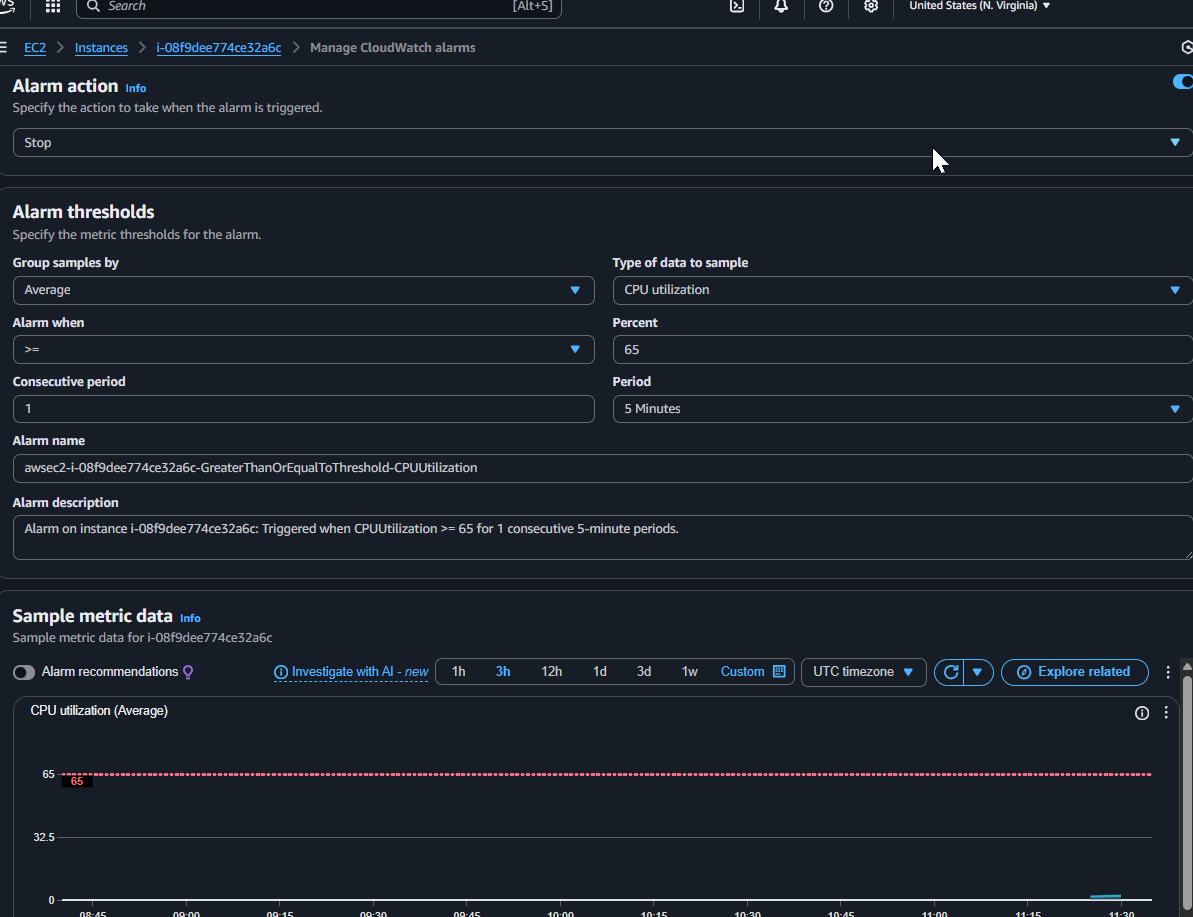 Search [Alt+S] United States (N. Virginia)
EC2 > Instances > i-08f9dee774ce32a6c > Manage CloudWatch alarms
Alarm action Info
Specify the action to take when the alarm is triggered.
Stop
Alarm thresholds
Specify the metric thresholds for the alarm.
Group samples by Type of data to sample
Average CPU utilization
Alarm when Percent
>= 65
Consecutive period Period
1 5 Minutes
Alarm name
awsec2-i-08f9dee774ce32a6c-GreaterThanOrEqualToThreshold-CPUUtilization
Alarm description
Alarm on instance i-08f9dee774ce32a6c: Triggered when CPUUtilization >= 65 for 1 consecutive 5-minute periods.
Sample metric data Info
Sample metric data for i-08f9dee774ce32a6c
Alarm recommendations Investigate with AI - new 1h 3h 12h 1d 3d 1w Custom UTC timezone Explore related
CPU utilization (Average)
65
65
32.5
0
08:45 09:00 09:15 09:30 09:45 10:00 10:15 10:30 10:45 11:00 11:15 11:30